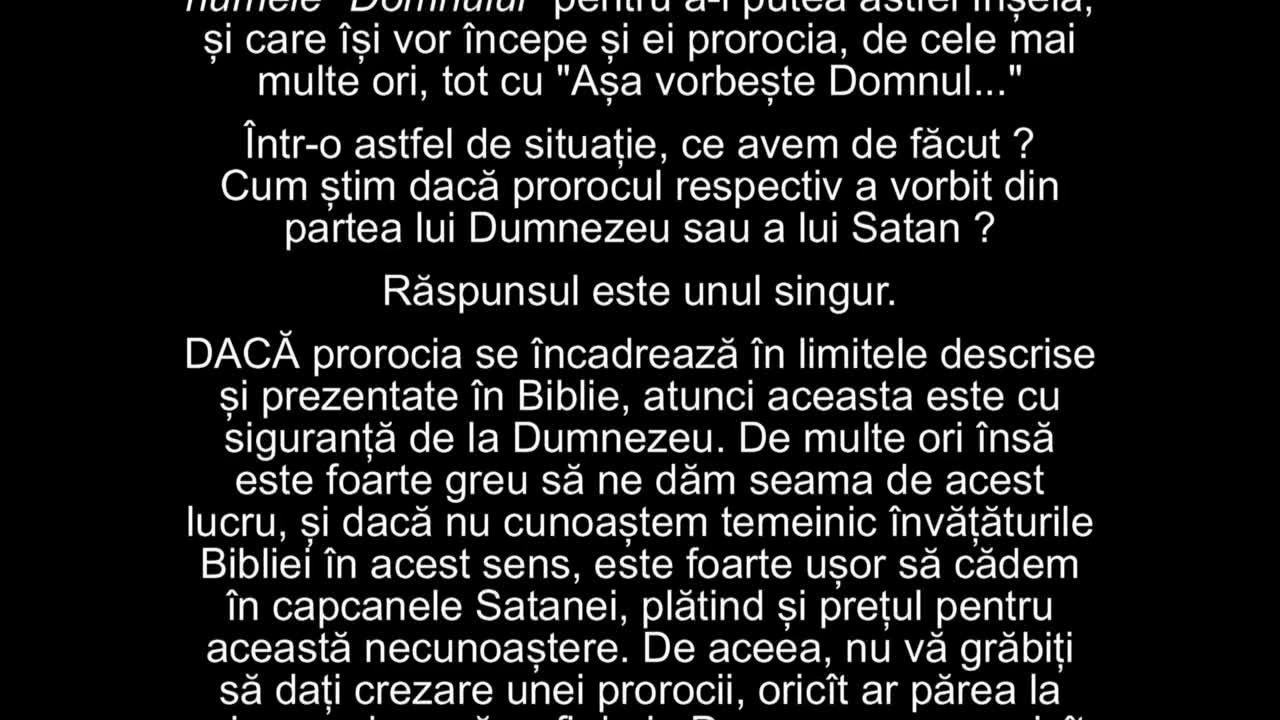 numele "Domnului" pentru a-i putea astfel înșela,
și care își vor începe și ei prorocia, de cele mai
multe ori, tot cu "Așa vorbește Domnul..."
Într-o astfel de situație, ce avem de făcut ?
Cum știm dacă prorocul respectiv a vorbit din
partea lui Dumnezeu sau a lui Satan ?
Răspunsul este unul singur.
DACĂ prorocia se încadrează în limitele descrise
și prezentate în Biblie, atunci aceasta este cu
siguranță de la Dumnezeu. De multe ori însă
este foarte greu să ne dăm seama de acest
lucru, și dacă nu cunoaștem temeinic învățăturile
Bibliei în acest sens, este foarte ușor să cădem
în capcanele Satanei, plătind și prețul pentru
această necunoaștere. De aceea, nu vă grăbiți
să dați crezare unei prorocii, oricît ar părea la